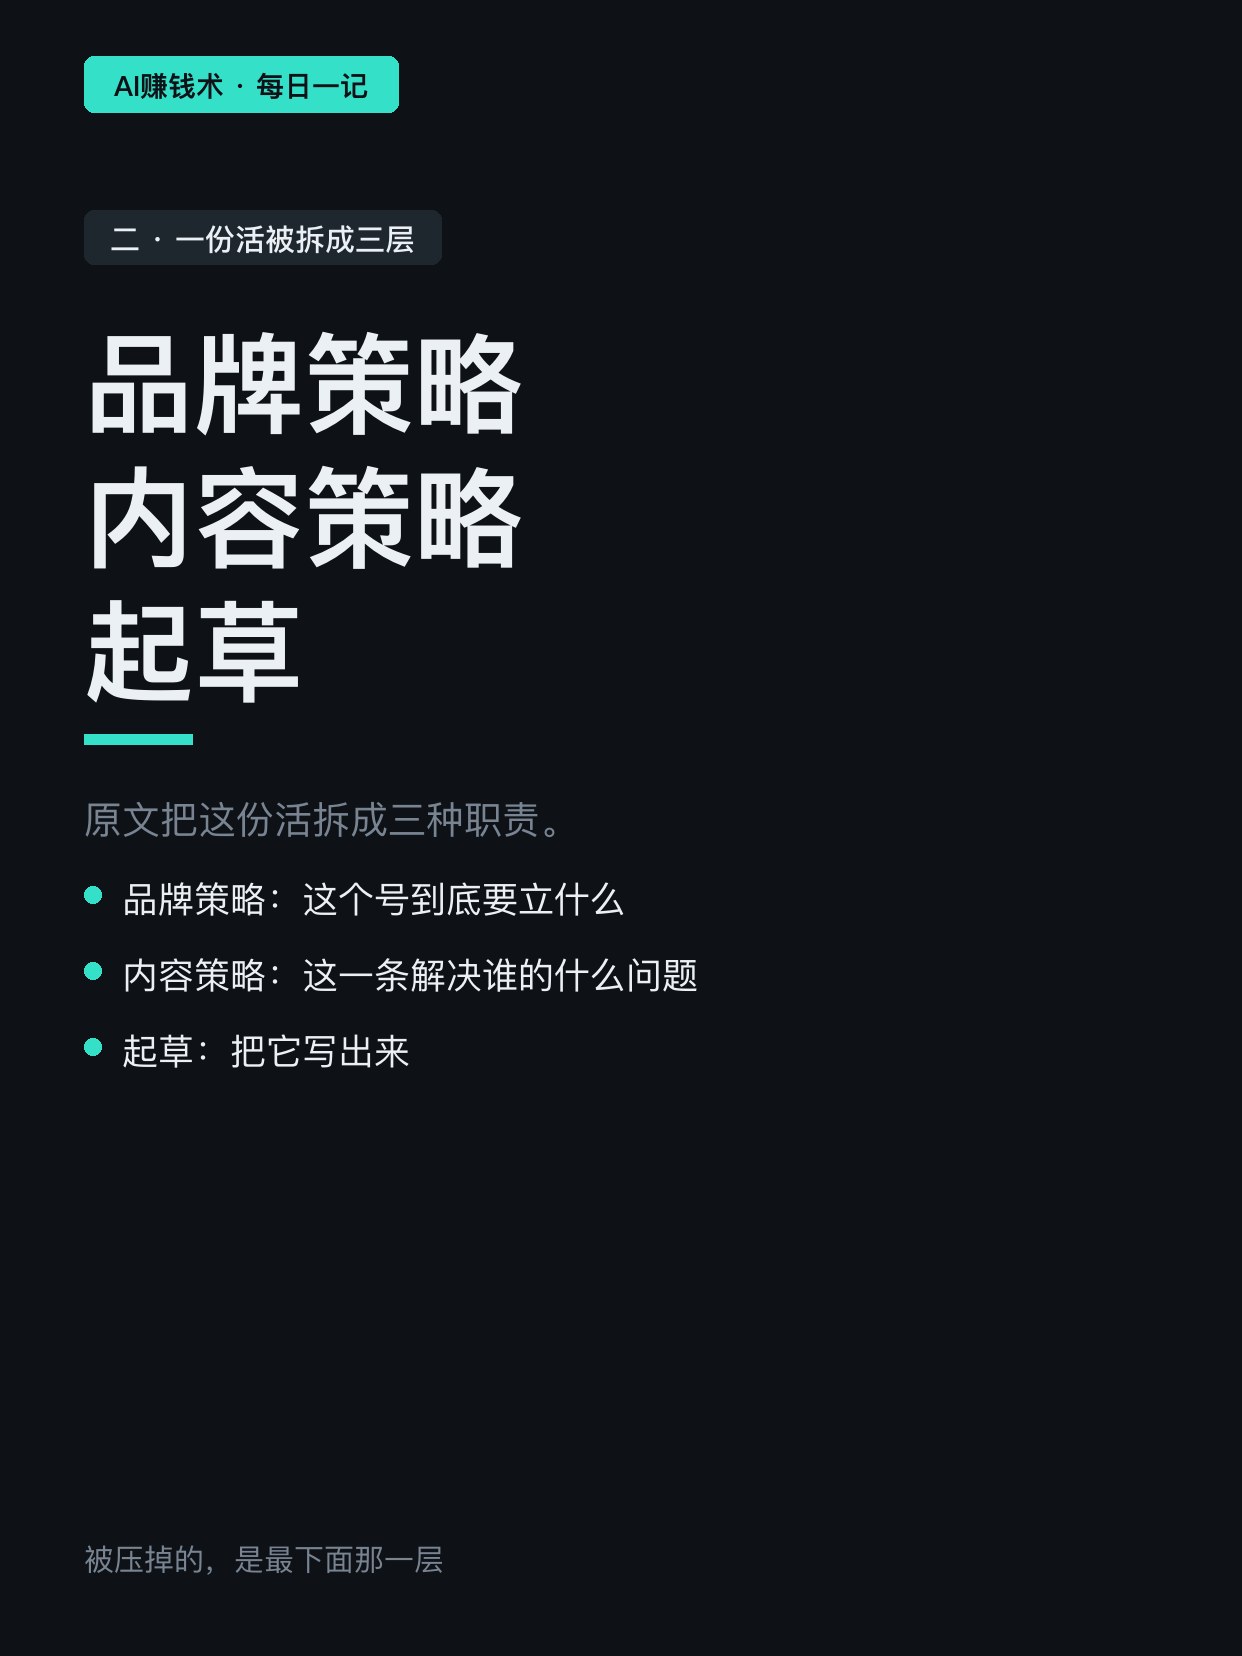 AI赚钱术 · 每日一记
二 · 一份活被拆成三层
品牌策略
内容策略
起草
原文把这份活拆成三种职责。
品牌策略：这个号到底要立什么
内容策略：这一条解决谁的什么问题
起草：把它写出来
被压掉的，是最下面那一层